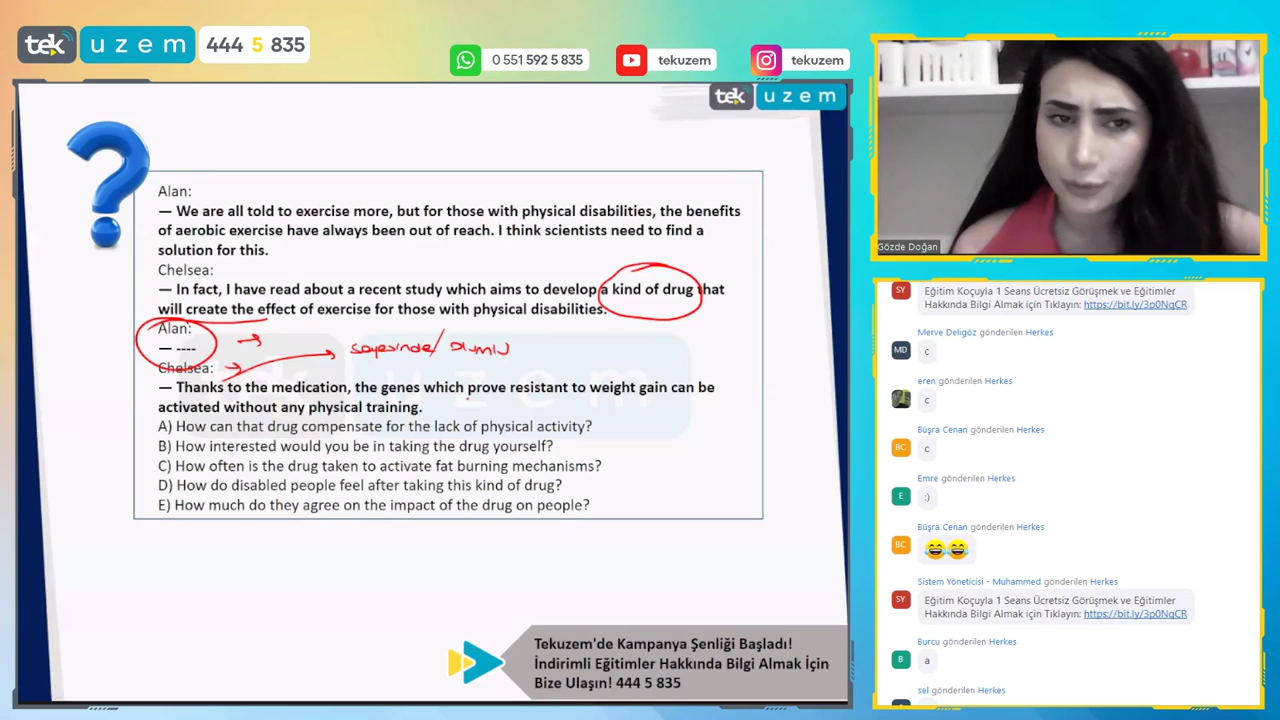 tek uzem 444 5 835
0 551 592 5 835
tekuzem
tekuzem
tek uzem
Alan:
— We are all told to exercise more, but for those with physical disabilities, the benefits
of aerobic exercise have always been out of reach. I think scientists need to find a
solution for this.
Chelsea:
— In fact, I have read about a recent study which aims to develop a kind of drug that
will create the effect of exercise for those with physical disabilities.
Alan:
— ----
sayesinde/ olumlu
Chelsea:
— Thanks to the medication, the genes which prove resistant to weight gain can be
activated without any physical training.
A) How can that drug compensate for the lack of physical activity?
B) How interested would you be in taking the drug yourself?
C) How often is the drug taken to activate fat burning mechanisms?
D) How do disabled people feel after taking this kind of drug?
E) How much do they agree on the impact of the drug on people?
Tekuzem'de Kampanya Şenliği Başladı!
İndirimli Eğitimler Hakkında Bilgi Almak İçin
Bize Ulaşın! 444 5 835
Gözde Doğan
SY
Eğitim Koçuyla 1 Seans Ücretsiz Görüşmek ve Eğitimler
Hakkında Bilgi Almak için Tıklayın: https://bit.ly/3p0NqCR
Merve Deligöz gönderilen Herkes
MD
c
eren gönderilen Herkes
c
Büşra Cenan gönderilen Herkes
BC
c
Emre gönderilen Herkes
E
:)
Büşra Cenan gönderilen Herkes
BC
Sistem Yöneticisi - Muhammed gönderilen Herkes
SY
Eğitim Koçuyla 1 Seans Ücretsiz Görüşmek ve Eğitimler
Hakkında Bilgi Almak için Tıklayın: https://bit.ly/3p0NqCR
Burcu gönderilen Herkes
B
a
sel gönderilen Herkes